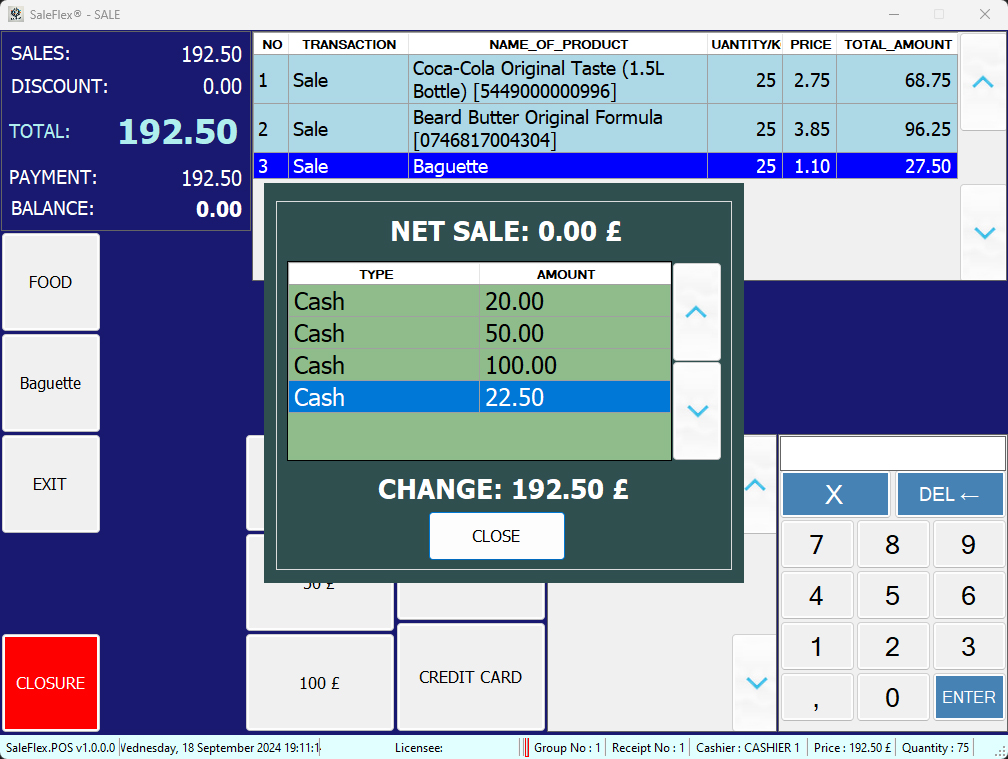 SaleFlex® - SALE
SALES: 192.50
DISCOUNT: 0.00
TOTAL: 192.50
PAYMENT: 192.50
BALANCE: 0.00
NO TRANSACTION NAME_OF_PRODUCT UANTITY/K PRICE TOTAL_AMOUNT
1 Sale Coca-Cola Original Taste (1.5L Bottle) [5449000000996] 25 2.75 68.75
2 Sale Beard Butter Original Formula [0746817004304] 25 3.85 96.25
3 Sale Baguette 25 1.10 27.50
FOOD
Baguette
EXIT
CLOSURE
NET SALE: 0.00 £
TYPE AMOUNT
Cash 20.00
Cash 50.00
Cash 100.00
Cash 22.50
CHANGE: 192.50 £
CLOSE
50 £
100 £
CREDIT CARD
X DEL ←
7 8 9
4 5 6
1 2 3
, 0 ENTER
SaleFlex.POS v1.0.0.0 Wednesday, 18 September 2024 19:11:1 Licensee: Group No : 1 Receipt No : 1 Cashier : CASHIER 1 Price : 192.50 £ Quantity : 75